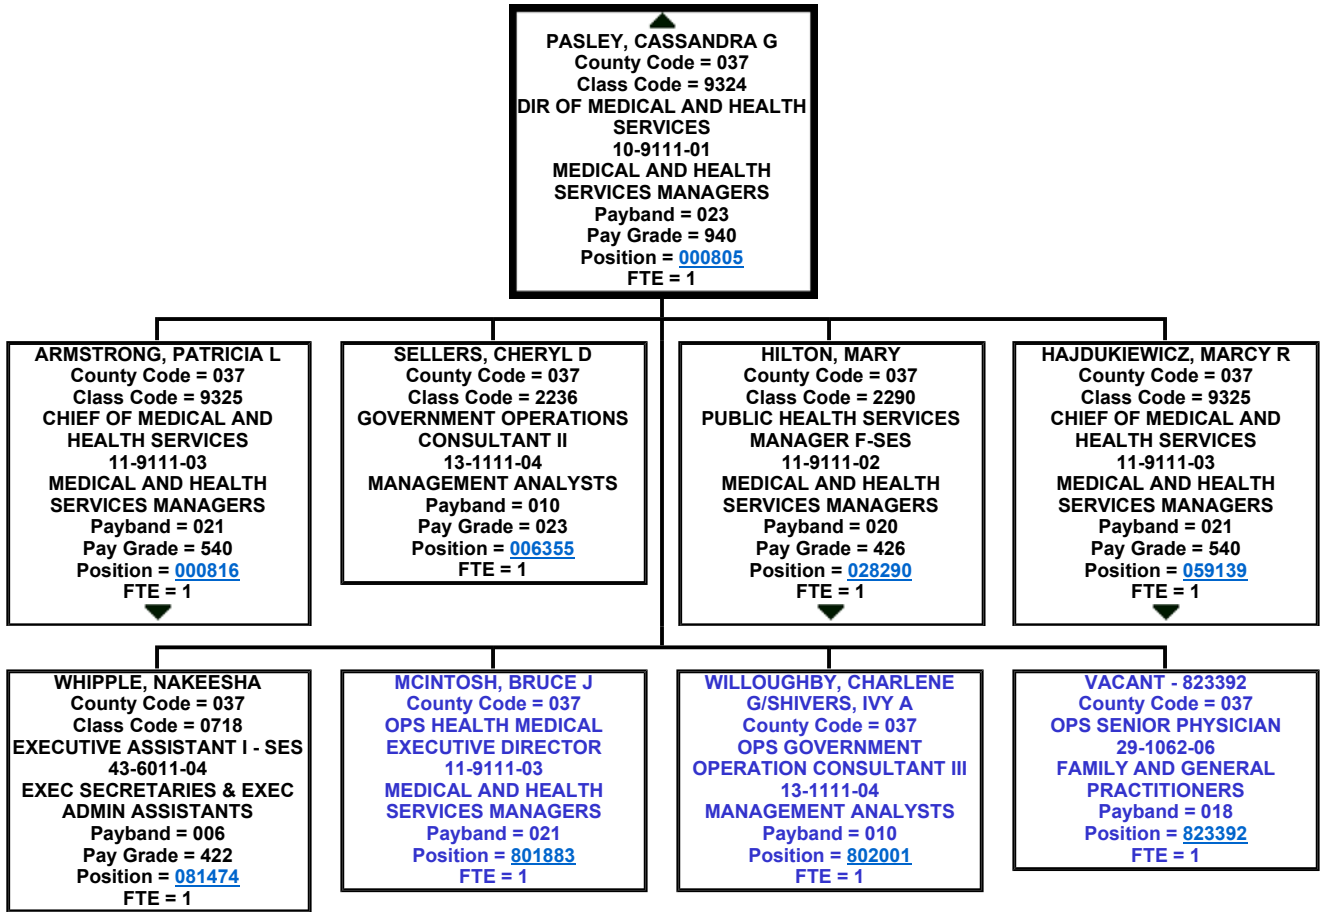 PASLEY, CASSANDRA G
County Code = 037
Class Code = 9324
DIR OF MEDICAL AND HEALTH
SERVICES
10-9111-01
MEDICAL AND HEALTH
SERVICES MANAGERS
Payband = 023
Pay Grade = 940
Position = 000805
FTE = 1
ARMSTRONG, PATRICIA L
County Code = 037
Class Code = 9325
CHIEF OF MEDICAL AND
HEALTH SERVICES
11-9111-03
MEDICAL AND HEALTH
SERVICES MANAGERS
Payband = 021
Pay Grade = 540
Position = 000816
FTE = 1
SELLERS, CHERYL D
County Code = 037
Class Code = 2236
GOVERNMENT OPERATIONS
CONSULTANT II
13-1111-04
MANAGEMENT ANALYSTS
Payband = 010
Pay Grade = 023
Position = 006355
FTE = 1
HILTON, MARY
County Code = 037
Class Code = 2290
PUBLIC HEALTH SERVICES
MANAGER F-SES
11-9111-02
MEDICAL AND HEALTH
SERVICES MANAGERS
Payband = 020
Pay Grade = 426
Position = 028290
FTE = 1
HAJDUKIEWICZ, MARCY R
County Code = 037
Class Code = 9325
CHIEF OF MEDICAL AND
HEALTH SERVICES
11-9111-03
MEDICAL AND HEALTH
SERVICES MANAGERS
Payband = 021
Pay Grade = 540
Position = 059139
FTE = 1
WHIPPLE, NAKEESHA
County Code = 037
Class Code = 0718
EXECUTIVE ASSISTANT I - SES
43-6011-04
EXEC SECRETARIES & EXEC
ADMIN ASSISTANTS
Payband = 006
Pay Grade = 422
Position = 081474
FTE = 1
MCINTOSH, BRUCE J
County Code = 037
OPS HEALTH MEDICAL
EXECUTIVE DIRECTOR
11-9111-03
MEDICAL AND HEALTH
SERVICES MANAGERS
Payband = 021
Position = 801883
FTE = 1
WILLOUGHBY, CHARLENE
G/SHIVERS, IVY A
County Code = 037
OPS GOVERNMENT
OPERATION CONSULTANT III
13-1111-04
MANAGEMENT ANALYSTS
Payband = 010
Position = 802001
FTE = 1
VACANT - 823392
County Code = 037
OPS SENIOR PHYSICIAN
29-1062-06
FAMILY AND GENERAL
PRACTITIONERS
Payband = 018
Position = 823392
FTE = 1